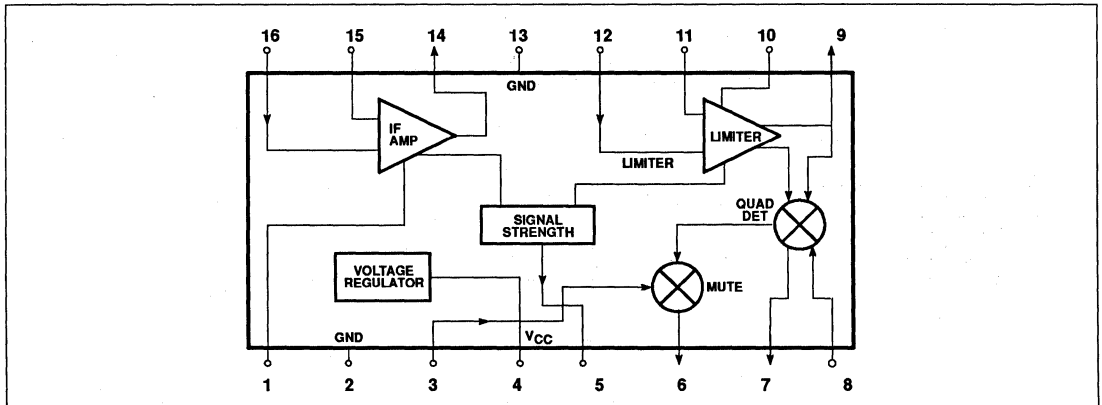 16 15 14 13 12 11 10 9
GND
IF
AMP
LIMITER
LIMITER
QUAD
DET
SIGNAL
STRENGTH
VOLTAGE
REGULATOR
MUTE
GND
VCC
1 2 3 4 5 6 7 8